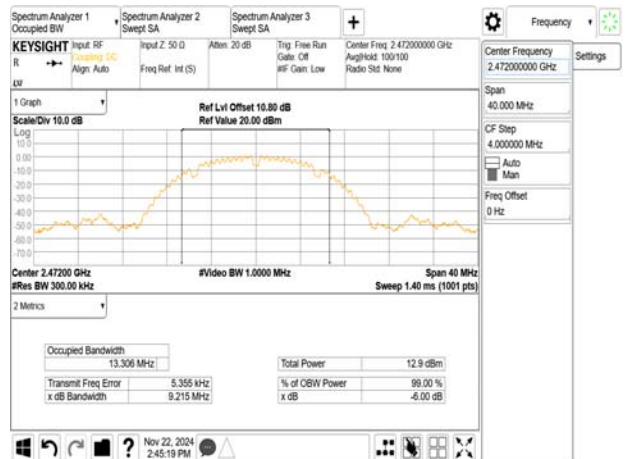 Spectrum Analyzer 1
Occupied BW
Spectrum Analyzer 2
Swept SA
Spectrum Analyzer 3
Swept SA
Frequency
KEYSIGHT
R
Input: RF
Coupling: DC
Align: Auto
Input Z: 50 Ω
Freq Ref: Int (S)
Atten: 20 dB
Trig: Free Run
Gate: Off
#IF Gain: Low
Center Freq: 2.472000000 GHz
Avg|Hold: 100/100
Radio Std: None
Center Frequency
2.472000000 GHz
Settings
Span
40.000 MHz
CF Step
4.000000 MHz
Auto
Man
Freq Offset
0 Hz
1 Graph
Scale/Div 10.0 dB
Ref Lvl Offset 10.80 dB
Ref Value 20.00 dBm
Log
10.0
0.00
-10.0
-20.0
-30.0
-40.0
-50.0
-60.0
-70.0
Center 2.47200 GHz
#Res BW 300.00 kHz
#Video BW 1.0000 MHz
Span 40 MHz
Sweep 1.40 ms (1001 pts)
2 Metrics
Occupied Bandwidth
13.306 MHz
Transmit Freq Error 5.355 kHz
x dB Bandwidth 9.215 MHz
Total Power 12.9 dBm
% of OBW Power 99.00 %
x dB -6.00 dB
Nov 22, 2024
2:45:19 PM